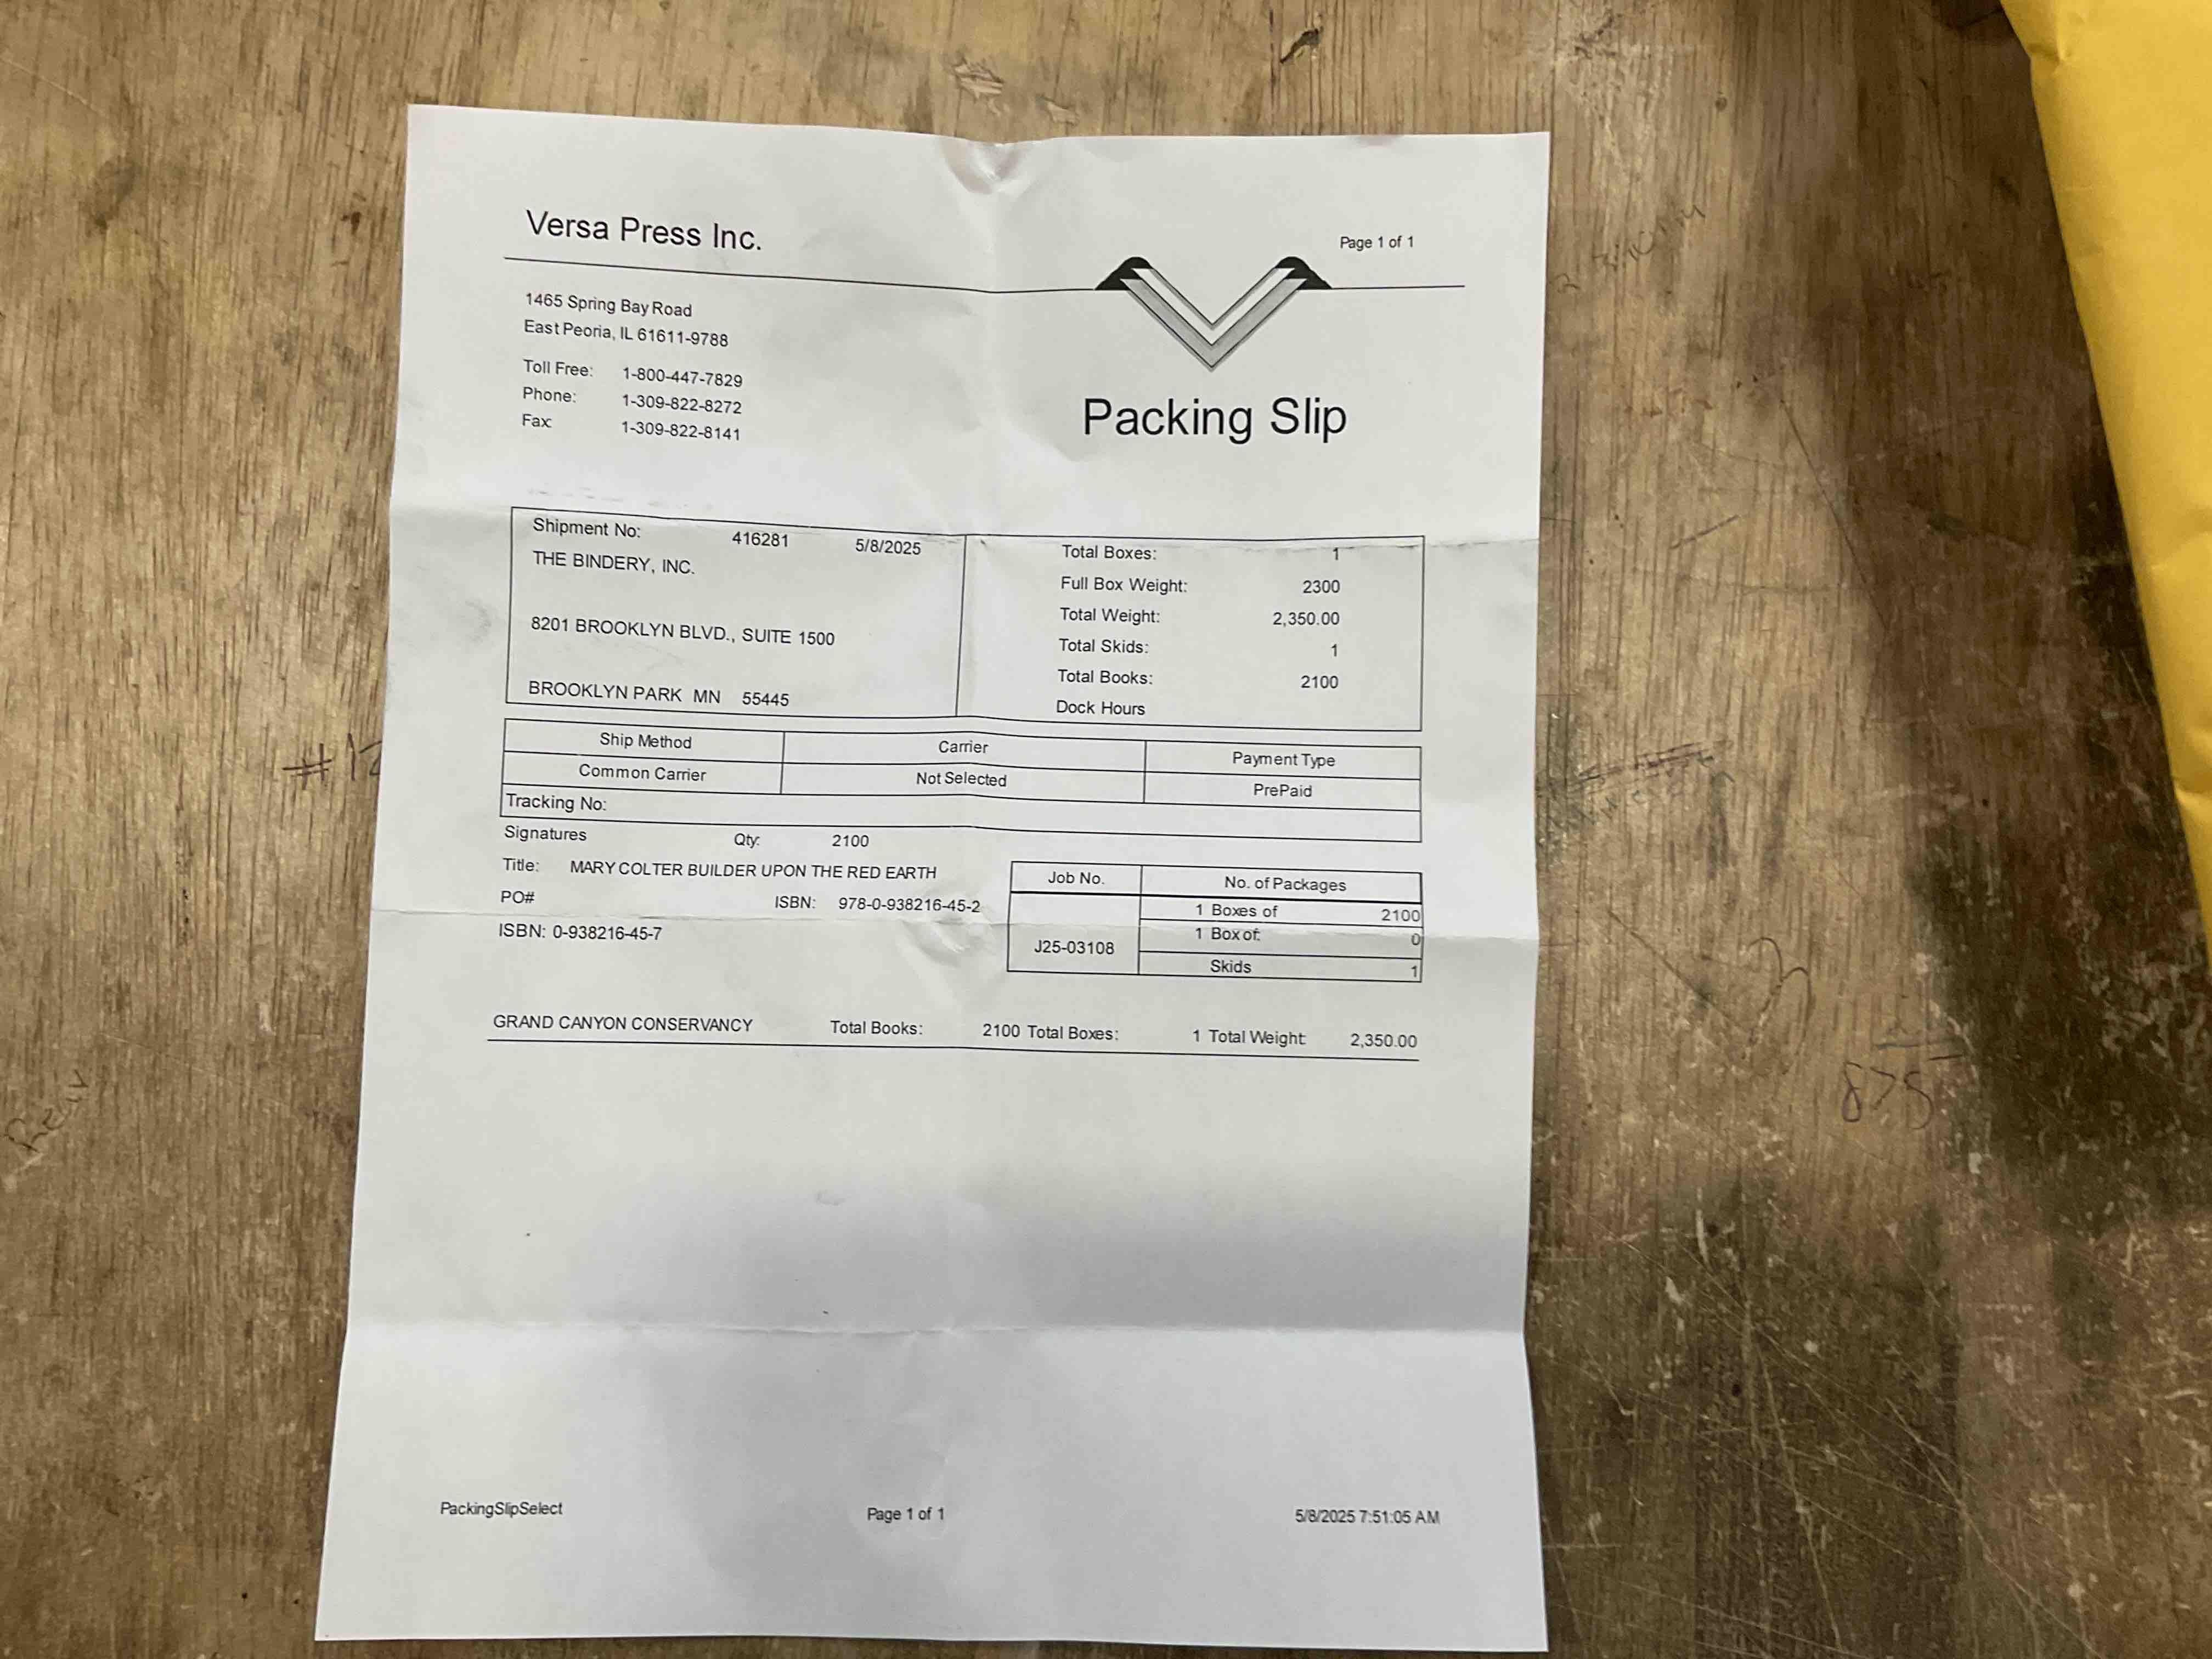 Versa Press Inc.
Page 1 of 1
1465 Spring Bay Road
East Peoria, IL 61611-9788
Toll Free: 1-800-447-7829
Phone: 1-309-822-8272
Fax: 1-309-822-8141
Packing Slip
Shipment No: 416281 5/8/2025
THE BINDERY, INC.
8201 BROOKLYN BLVD., SUITE 1500
BROOKLYN PARK MN 55445
Total Boxes: 1
Full Box Weight: 2300
Total Weight: 2,350.00
Total Skids: 1
Total Books: 2100
Dock Hours
Ship Method Carrier Payment Type
Common Carrier Not Selected PrePaid
Tracking No:
Signatures Qty: 2100
Title: MARY COLTER BUILDER UPON THE RED EARTH
PO# ISBN: 978-0-938216-45-2
ISBN: 0-938216-45-7
Job No. No. of Packages
1 Boxes of 2100
1 Box of: 0
J25-03108
Skids 1
GRAND CANYON CONSERVANCY Total Books: 2100 Total Boxes: 1 Total Weight: 2,350.00
PackingSlipSelect Page 1 of 1 5/8/2025 7:51:05 AM
#12
875